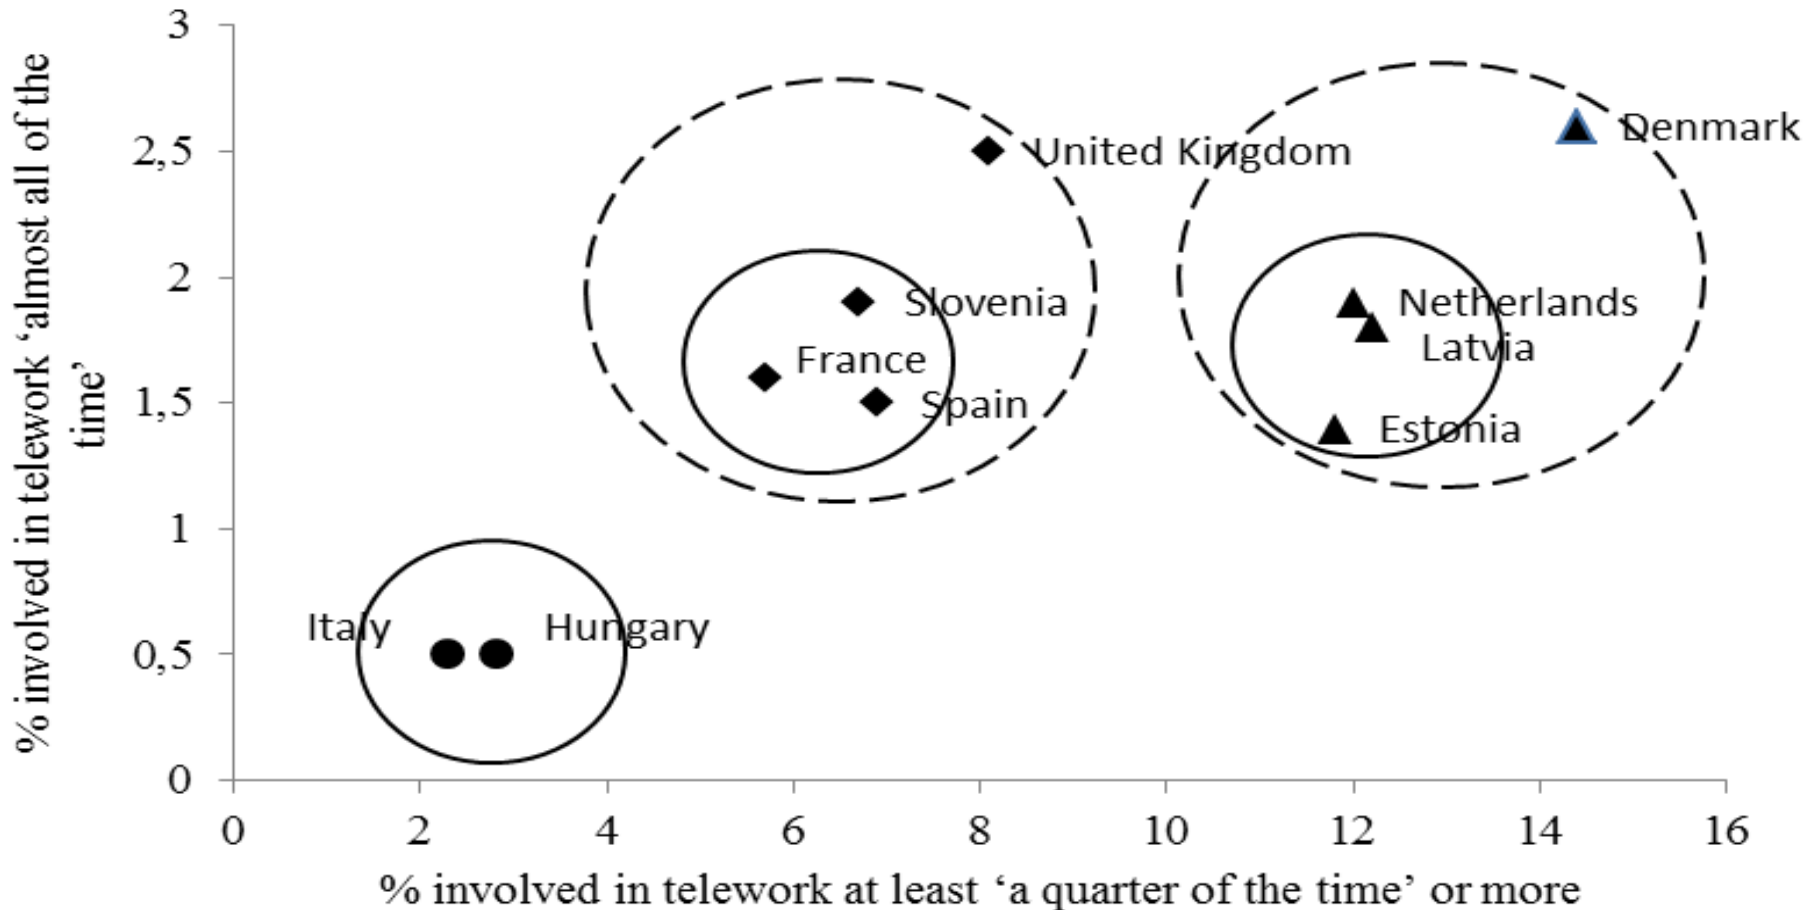 % involved in telework ‘almost all of the
time’
3
2,5
2
1,5
1
0,5
0
Denmark
United Kingdom
Slovenia
Netherlands
Latvia
France
Spain
Estonia
Italy
Hungary
0 2 4 6 8 10 12 14 16
% involved in telework at least ‘a quarter of the time’ or more